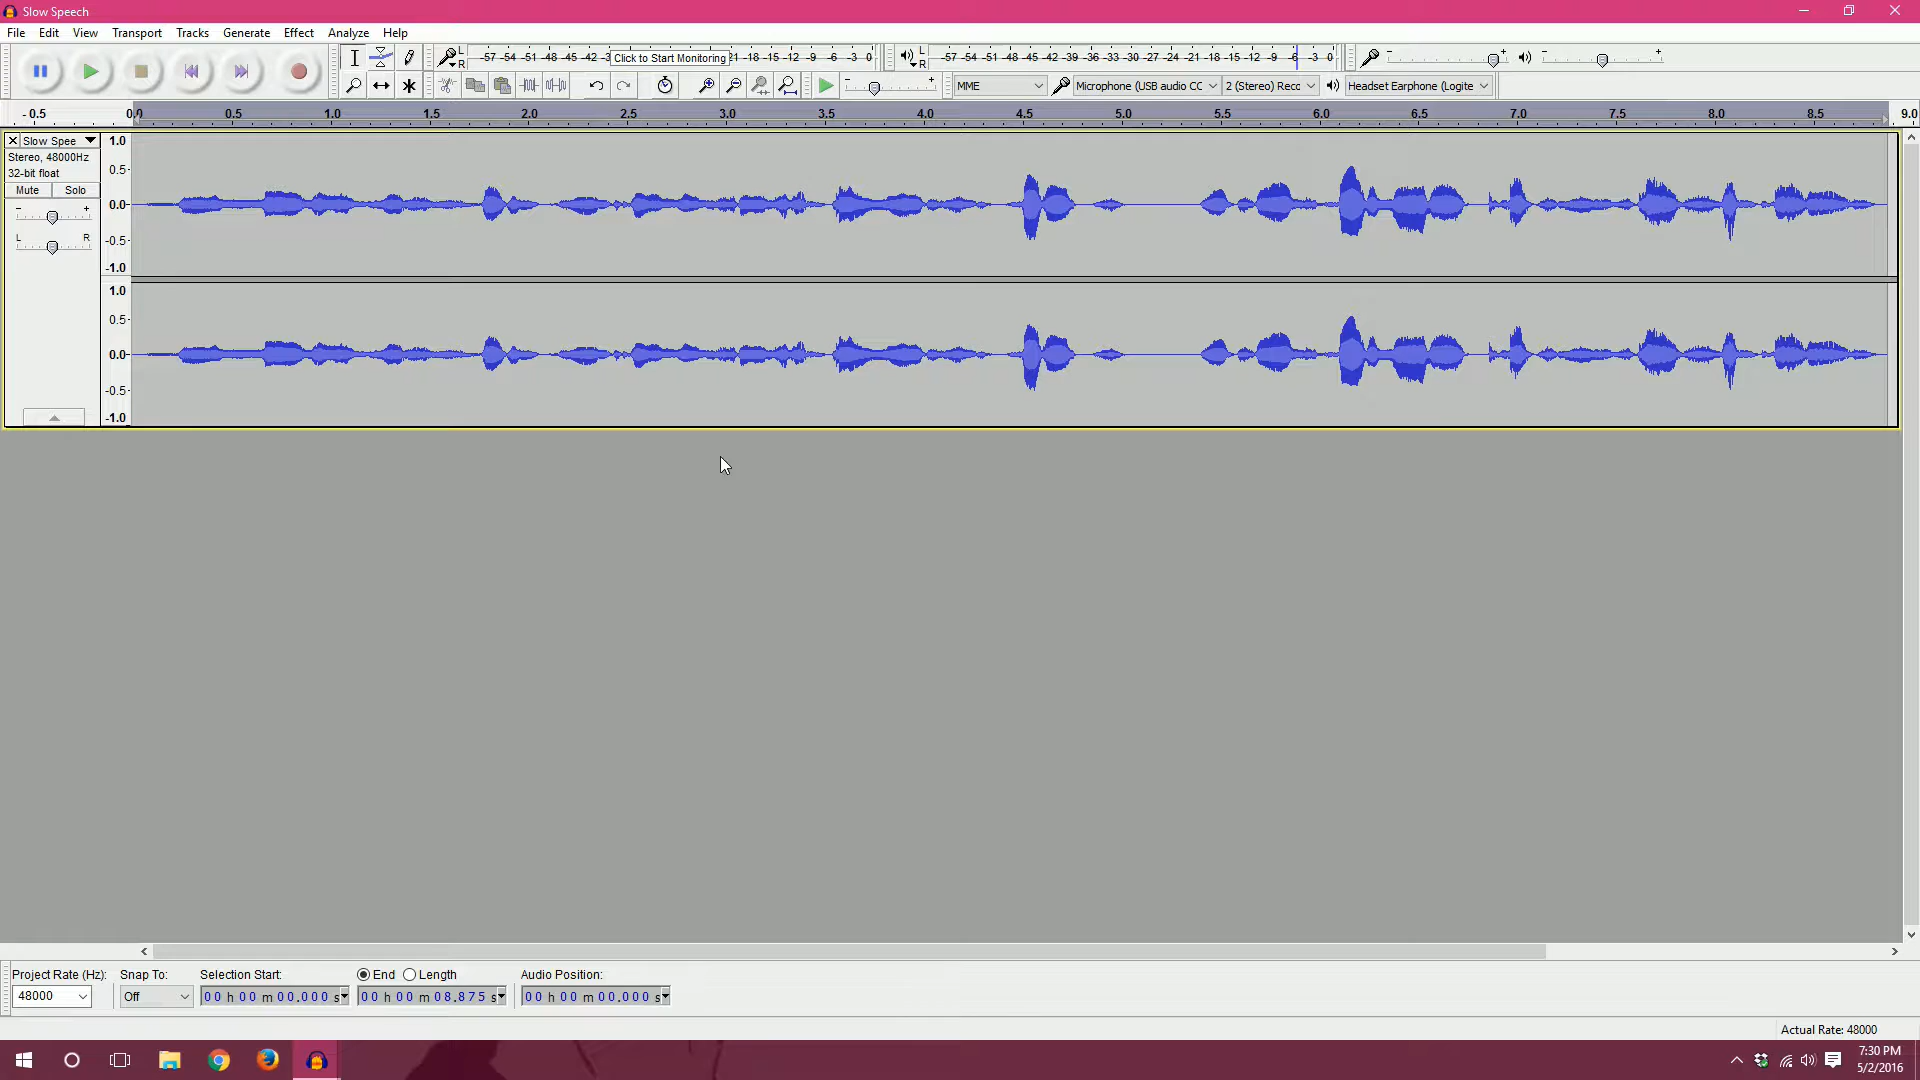 Slow Speech
File Edit View Transport Tracks Generate Effect Analyze Help
L R -57 -54 -51 -48 -45 -42 -3 Click to Start Monitoring -21 -18 -15 -12 -9 -6 -3 0
L R -57 -54 -51 -48 -45 -42 -39 -36 -33 -30 -27 -24 -21 -18 -15 -12 -9 -6 -3 0
- + - +
- + MME Microphone (USB audio CC 2 (Stereo) Recc Headset Earphone (Logite
-0.5 0.0 0.5 1.0 1.5 2.0 2.5 3.0 3.5 4.0 4.5 5.0 5.5 6.0 6.5 7.0 7.5 8.0 8.5 9.0
Slow Spee
Stereo, 48000Hz
32-bit float
Mute Solo
- +
L R
1.0
0.5
0.0
-0.5
-1.0
1.0
0.5
0.0
-0.5
-1.0
Project Rate (Hz): Snap To: Selection Start: End Length Audio Position:
48000 Off 00 h 00 m 00.000 s 00 h 00 m 08.875 s 00 h 00 m 00.000 s
Actual Rate: 48000
7:30 PM
5/2/2016